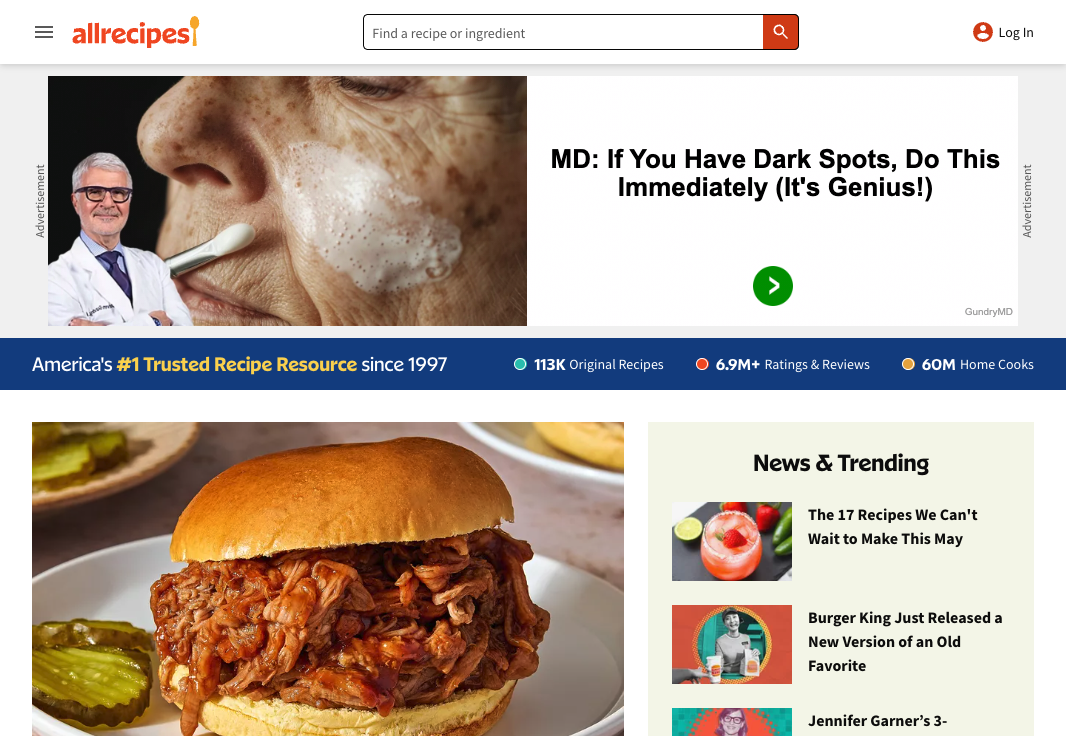 allrecipes
Find a recipe or ingredient
Log In
Advertisement
MD: If You Have Dark Spots, Do This
Immediately (It's Genius!)
GundryMD
Advertisement
America's #1 Trusted Recipe Resource since 1997
113K Original Recipes
6.9M+ Ratings & Reviews
60M Home Cooks
News & Trending
The 17 Recipes We Can't
Wait to Make This May
Burger King Just Released a
New Version of an Old
Favorite
Jennifer Garner’s 3-